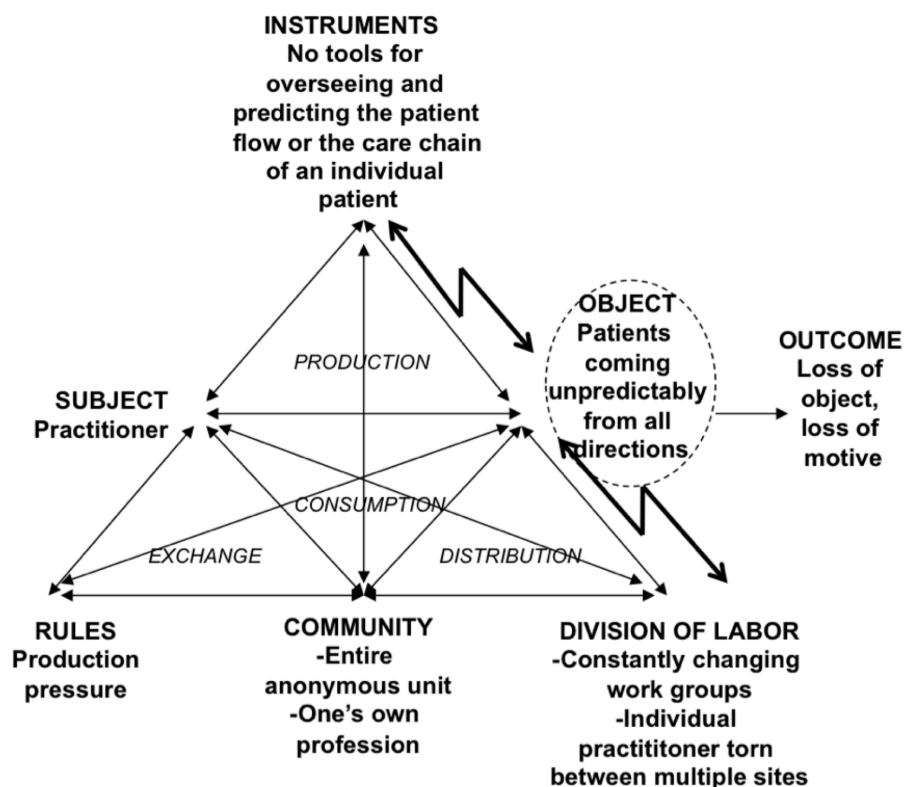 INSTRUMENTS
No tools for
overseeing and
predicting the patient
flow or the care chain
of an individual
patient
OBJECT
Patients
coming
unpredictably
from all
directions
OUTCOME
Loss of
object,
loss of
motive
PRODUCTION
SUBJECT
Practitioner
CONSUMPTION
EXCHANGE
DISTRIBUTION
RULES
Production
pressure
COMMUNITY
-Entire
anonymous unit
-One's own
profession
DIVISION OF LABOR
-Constantly changing
work groups
-Individual
practititoner torn
between multiple sites